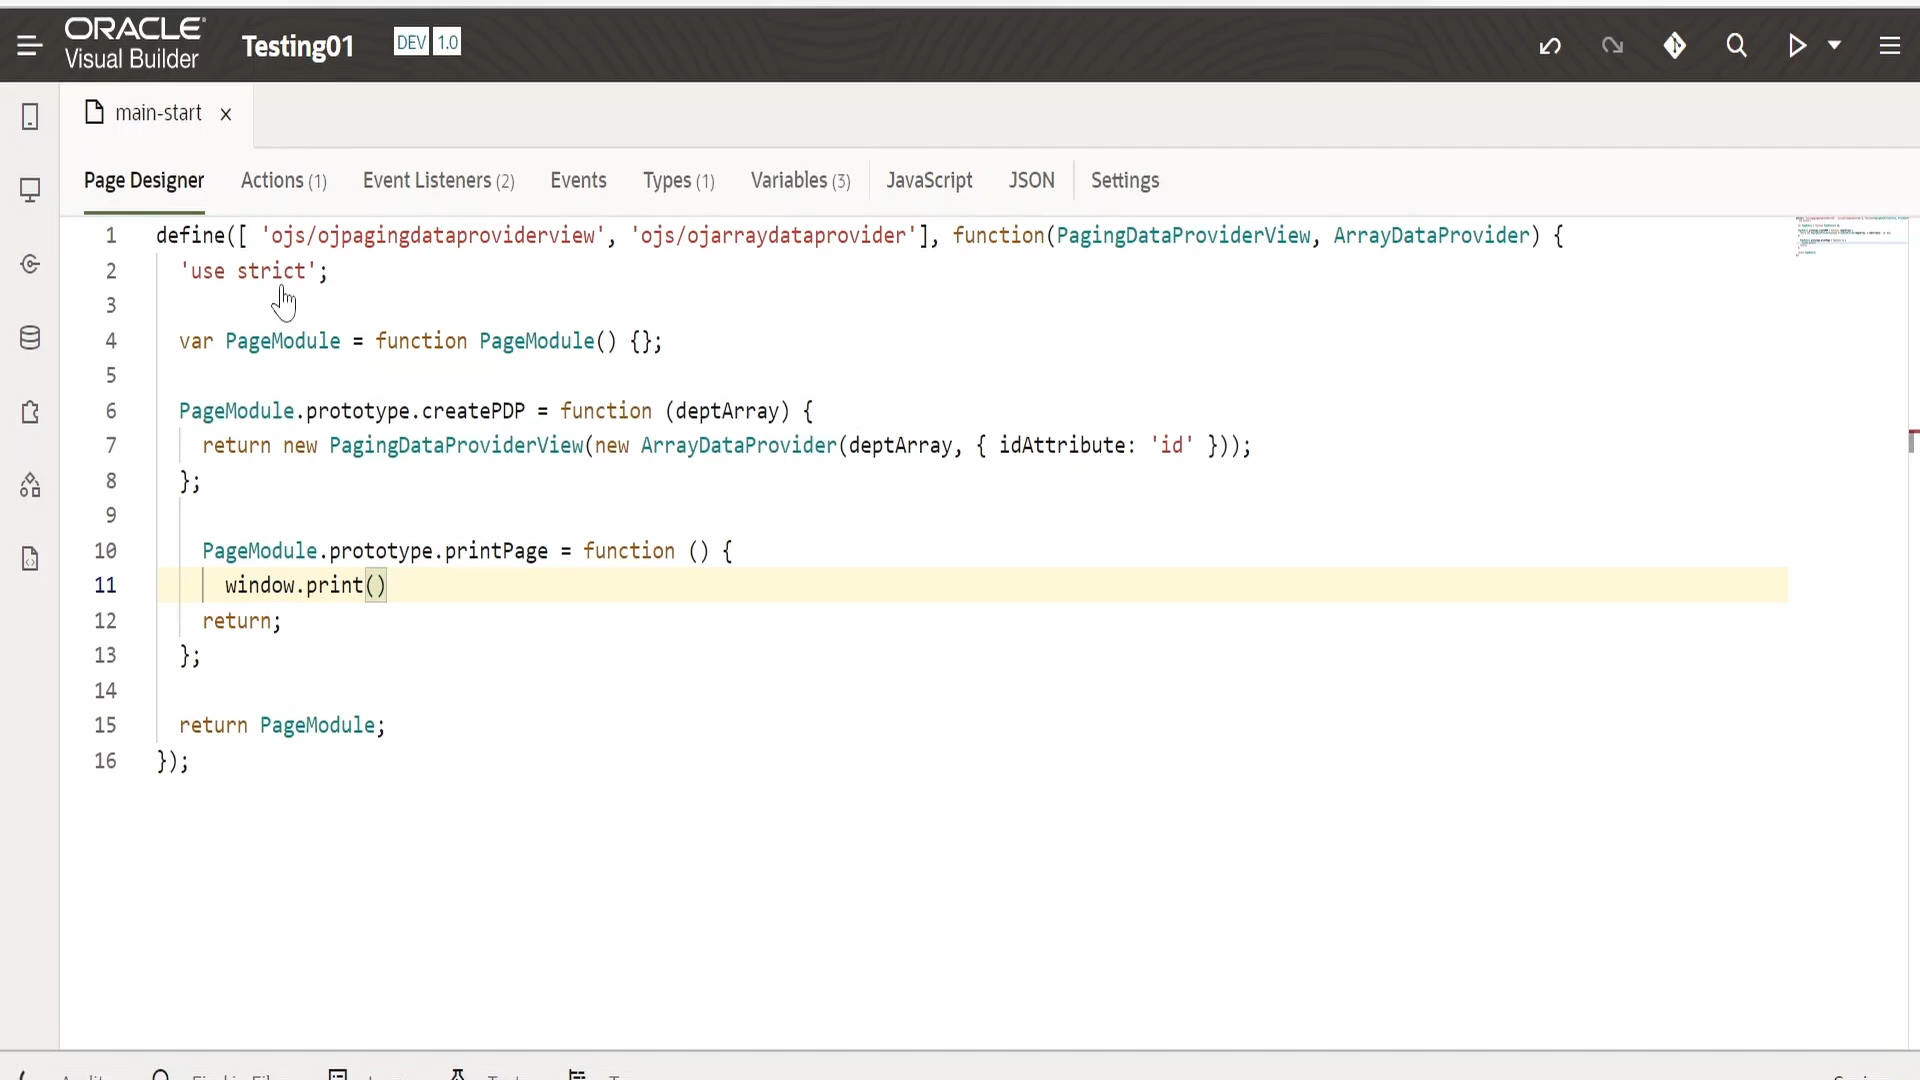 ORACLE
Visual Builder
Testing01
DEV 1.0
main-start x
Page Designer Actions (1) Event Listeners (2) Events Types (1) Variables (3) JavaScript JSON Settings
1 define([ 'ojs/ojpagingdataproviderview', 'ojs/ojarraydataprovider'], function(PagingDataProviderView, ArrayDataProvider) {
2 'use strict';
3
4 var PageModule = function PageModule() {};
5
6 PageModule.prototype.createPDP = function (deptArray) {
7 return new PagingDataProviderView(new ArrayDataProvider(deptArray, { idAttribute: 'id' }));
8 };
9
10 PageModule.prototype.printPage = function () {
11 window.print()
12 return;
13 };
14
15 return PageModule;
16 });